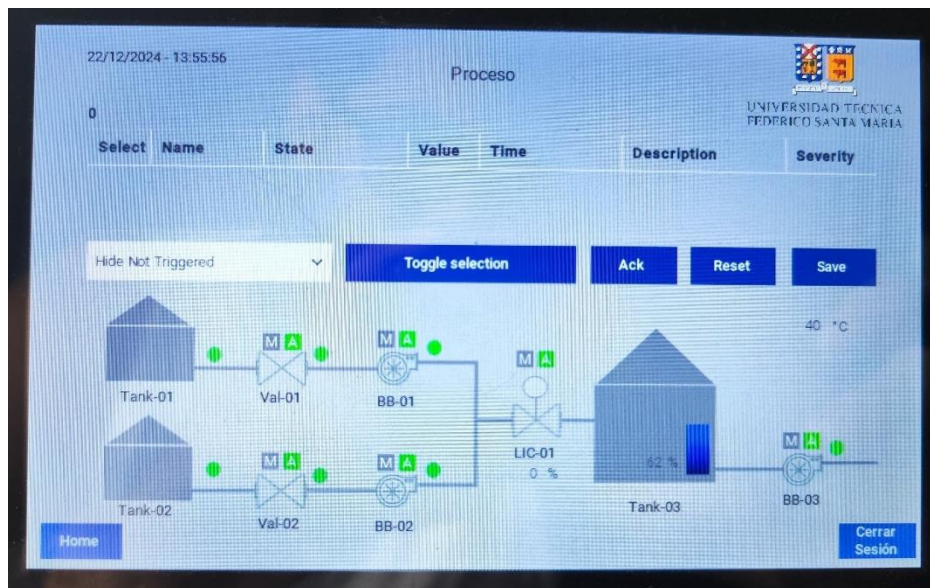 22/12/2024 - 13:55:56
Proceso
UNIVERSIDAD TECNICA
FEDERICO SANTA MARIA
0
Select Name State Value Time Description Severity
Hide Not Triggered Toggle selection Ack Reset Save
40 °C
M A
M A
M A
Tank-01 Val-01 BB-01
M A
M A
LIC-01
0 %
62 %
M A
Tank-02 Val-02 BB-02
Tank-03
BB-03
Home
Cerrar
Sesión